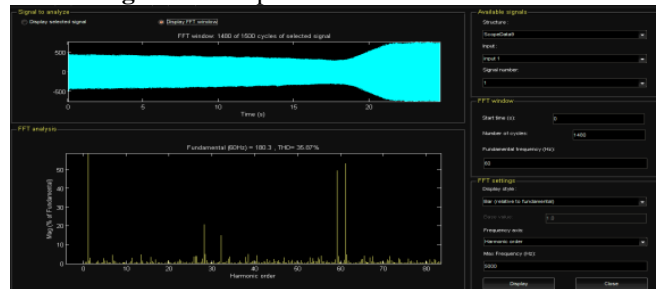 Signal to analyze
Display selected signal
Display FFT window
FFT window: 1480 of 1500 cycles of selected signal
500
0
-500
0 5 10 15 20
Time (s)
FFT analysis
Fundamental (60Hz) = 180.3 , THD= 35.67%
50
40
30
20
10
0
Mag (% of Fundamental)
0 10 20 30 40 50 60 70 80
Harmonic order
Available signals
Structure:
ScopeData8
Input:
input 1
Signal number:
1
FFT window
Start time (s):
0
Number of cycles:
1480
Fundamental frequency (Hz):
60
FFT settings
Display style:
Bar (relative to fundamental)
Base value:
1.0
Frequency axis:
Harmonic order
Max Frequency (Hz):
5000
Display
Close